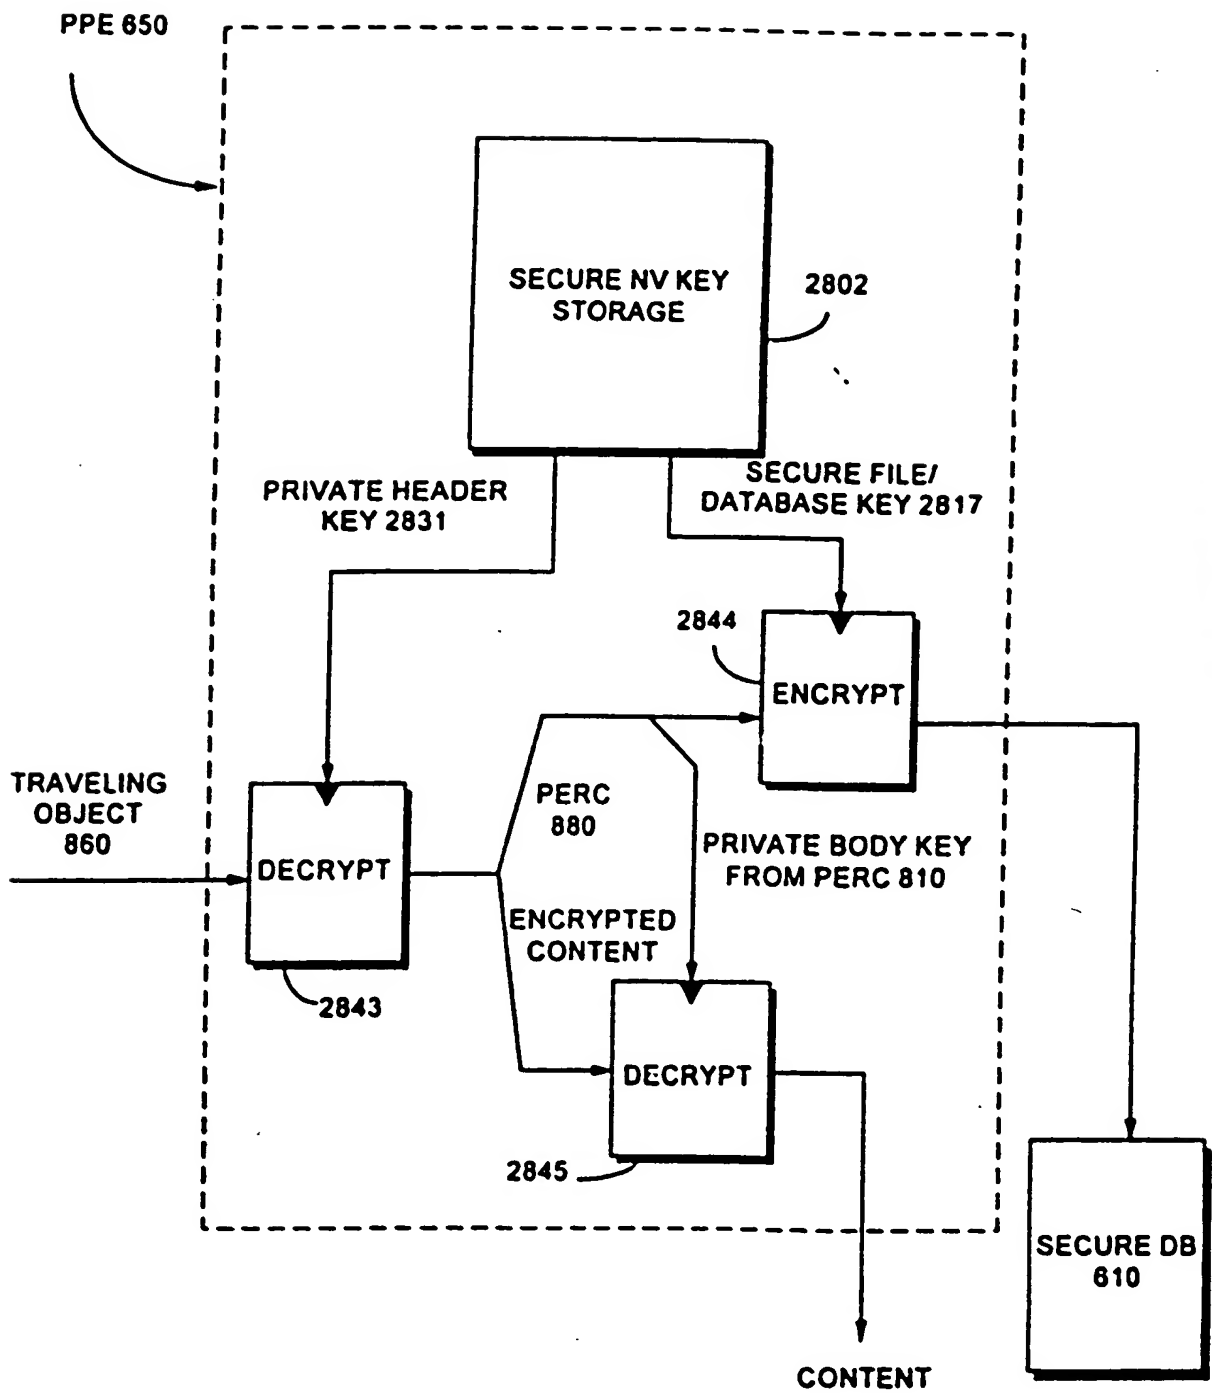 PPE 650
SECURE NV KEY
STORAGE
2802
PRIVATE HEADER
KEY 2831
SECURE FILE/
DATABASE KEY 2817
2844
ENCRYPT
TRAVELING
OBJECT
860
DECRYPT
PERC
880
PRIVATE BODY KEY
FROM PERC 810
ENCRYPTED
CONTENT
2843
DECRYPT
2845
SECURE DB
610
CONTENT